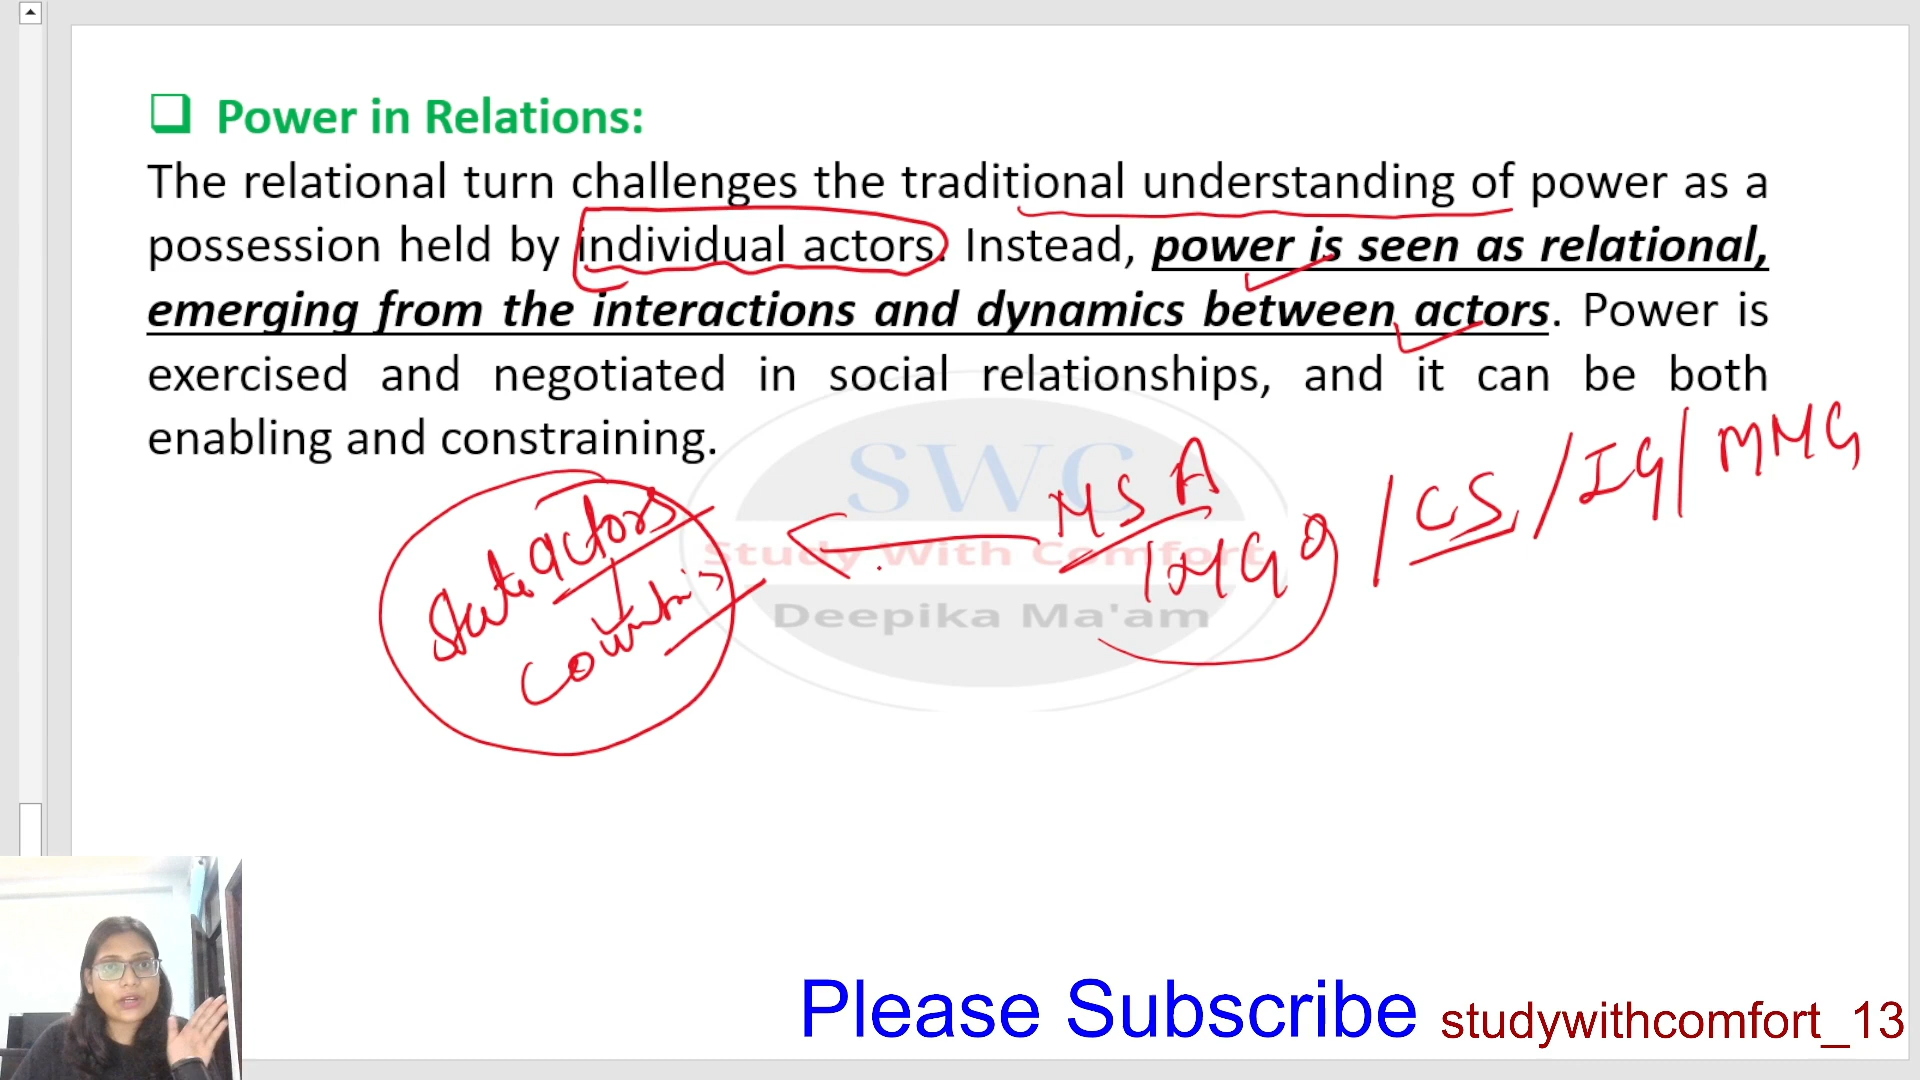 Power in Relations:
The relational turn challenges the traditional understanding of power as a
possession held by individual actors. Instead, power is seen as relational,
emerging from the interactions and dynamics between actors. Power is
exercised and negotiated in social relationships, and it can be both
enabling and constraining.
SWC
Study With Comfort
Deepika Ma'am
State actors
NSA
/ CS / IG / MMG
Please Subscribe studywithcomfort_13